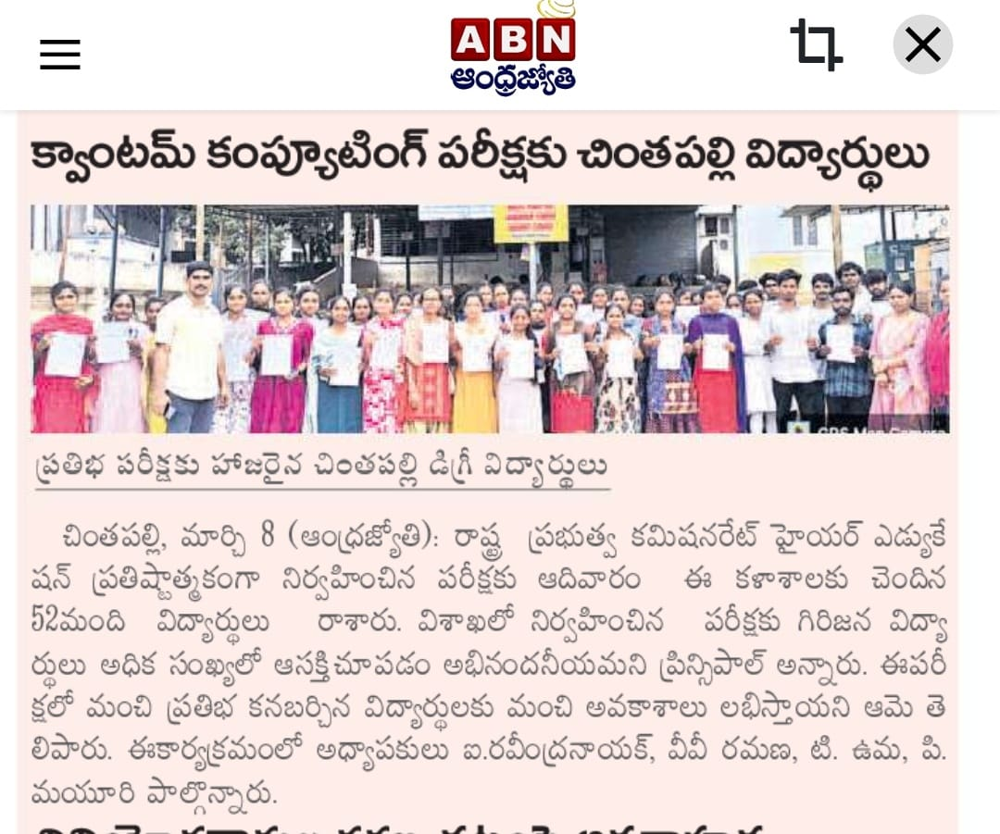 ABN
ఆంధ్రజ్యోతి
క్వాంటమ్ కంప్యూటింగ్ పరీక్షకు చింతపల్లి విద్యార్థులు
GPS Map Camera
ప్రతిభ పరీక్షకు హాజరైన చింతపల్లి డిగ్రీ విద్యార్థులు
చింతపల్లి, మార్చి 8 (ఆంధ్రజ్యోతి): రాష్ట్ర ప్రభుత్వ కమిషనరేట్ హైయర్ ఎడ్యుకే
షన్ ప్రతిష్టాత్మకంగా నిర్వహించిన పరీక్షకు ఆదివారం ఈ కళాశాలకు చెందిన
52మంది విద్యార్థులు రాశారు. విశాఖలో నిర్వహించిన పరీక్షకు గిరిజన విద్యా
ర్థులు అధిక సంఖ్యలో ఆసక్తిచూపడం అభినందనీయమని ప్రిన్సిపాల్ అన్నారు. ఈపరీ
క్షలో మంచి ప్రతిభ కనబర్చిన విద్యార్థులకు మంచి అవకాశాలు లభిస్తాయని ఆమె తె
లిపారు. ఈకార్యక్రమంలో అధ్యాపకులు ఐ.రవీంద్రనాయక్, వీవీ రమణ, టి. ఉమ, పి.
మయూరి పాల్గొన్నారు.